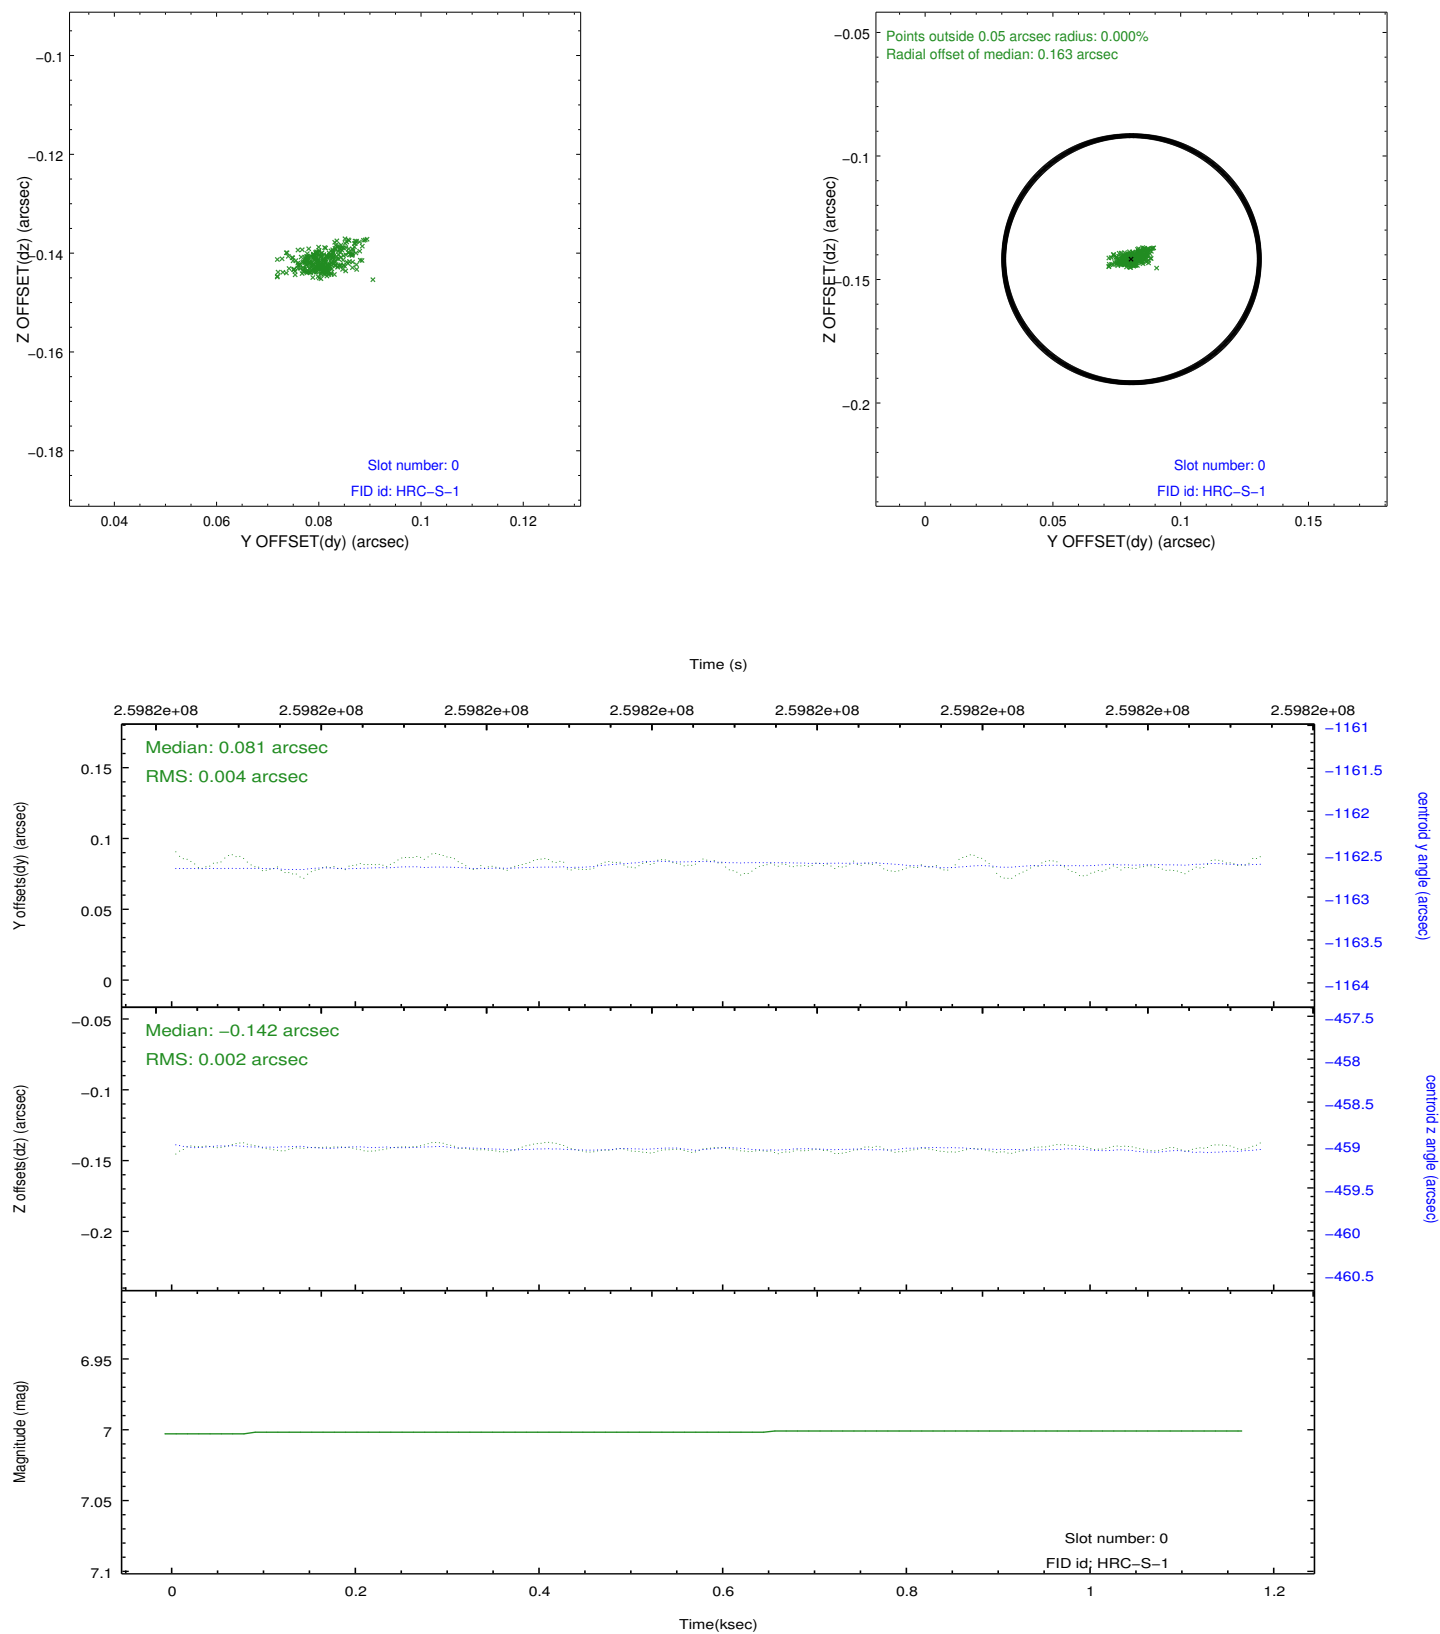 −0.1
−0.12
−0.14
−0.16
−0.18
Z OFFSET(dz) (arcsec)
Slot number: 0
FID id: HRC−S−1
0.04 0.06 0.08 0.1 0.12
Y OFFSET(dy) (arcsec)
Points outside 0.05 arcsec radius: 0.000%
Radial offset of median: 0.163 arcsec
−0.05
−0.1
−0.15
−0.2
Z OFFSET(dz) (arcsec)
Slot number: 0
FID id: HRC−S−1
0 0.05 0.1 0.15
Y OFFSET(dy) (arcsec)
Time (s)
2.5982e+08 2.5982e+08 2.5982e+08 2.5982e+08 2.5982e+08 2.5982e+08 2.5982e+08 2.5982e+08
Median: 0.081 arcsec
RMS: 0.004 arcsec
0.15
0.1
0.05
0
Y offsets(dy) (arcsec)
−1161
−1161.5
−1162
−1162.5
−1163
−1163.5
−1164
centroid y angle (arcsec)
Median: −0.142 arcsec
RMS: 0.002 arcsec
−0.05
−0.1
−0.15
−0.2
Z offsets(dz) (arcsec)
−457.5
−458
−458.5
−459
−459.5
−460
−460.5
centroid z angle (arcsec)
6.95
7
7.05
7.1
Magnitude (mag)
Slot number: 0
FID id: HRC−S−1
0 0.2 0.4 0.6 0.8 1 1.2
Time(ksec)